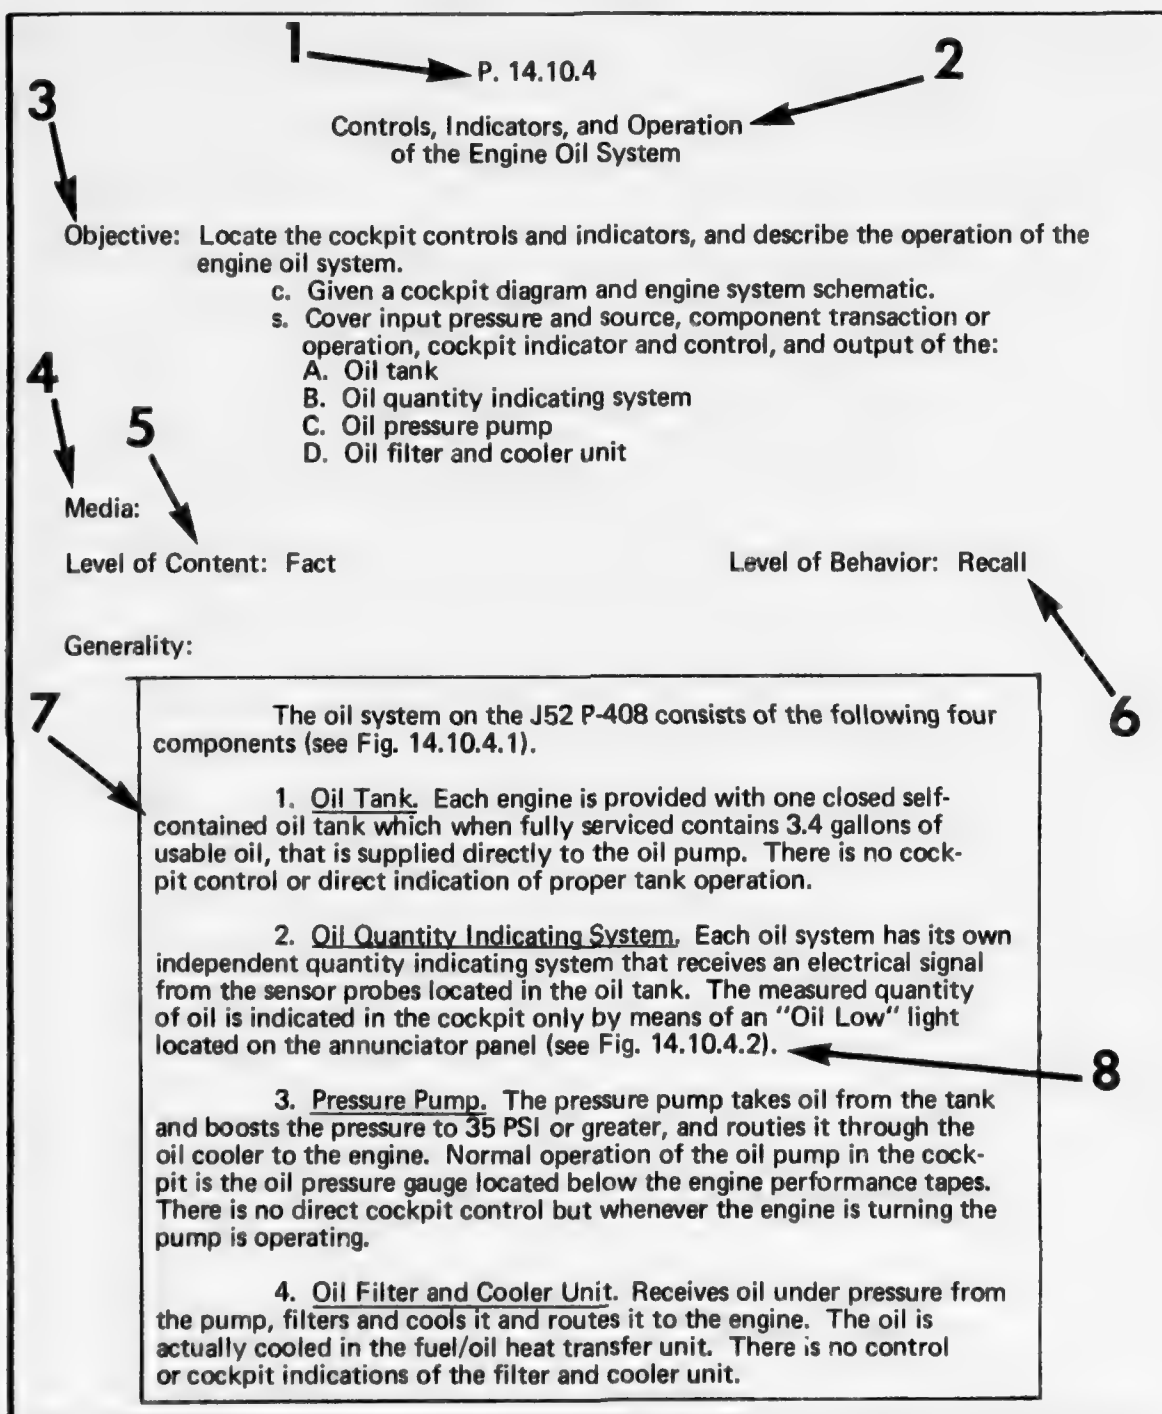 1
P. 14.10.4
2
3
Controls, Indicators, and Operation
of the Engine Oil System
Objective: Locate the cockpit controls and indicators, and describe the operation of the
engine oil system.
c. Given a cockpit diagram and engine system schematic.
s. Cover input pressure and source, component transaction or
operation, cockpit indicator and control, and output of the:
A. Oil tank
4
B. Oil quantity indicating system
5
C. Oil pressure pump
D. Oil filter and cooler unit
Media:
Level of Content: Fact
Level of Behavior: Recall
Generality:
7
6
The oil system on the J52 P-408 consists of the following four
components (see Fig. 14.10.4.1).
1. Oil Tank. Each engine is provided with one closed self-
contained oil tank which when fully serviced contains 3.4 gallons of
usable oil, that is supplied directly to the oil pump. There is no cock-
pit control or direct indication of proper tank operation.
2. Oil Quantity Indicating System. Each oil system has its own
independent quantity indicating system that receives an electrical signal
from the sensor probes located in the oil tank. The measured quantity
of oil is indicated in the cockpit only by means of an "Oil Low" light
located on the annunciator panel (see Fig. 14.10.4.2).
8
3. Pressure Pump. The pressure pump takes oil from the tank
and boosts the pressure to 35 PSI or greater, and routies it through the
oil cooler to the engine. Normal operation of the oil pump in the cock-
pit is the oil pressure gauge located below the engine performance tapes.
There is no direct cockpit control but whenever the engine is turning the
pump is operating.
4. Oil Filter and Cooler Unit. Receives oil under pressure from
the pump, filters and cools it and routes it to the engine. The oil is
actually cooled in the fuel/oil heat transfer unit. There is no control
or cockpit indications of the filter and cooler unit.